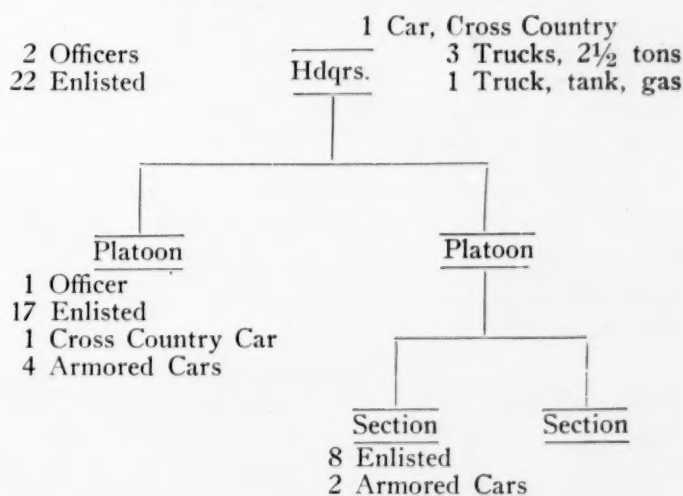 1 Car, Cross Country
2 Officers
3 Trucks, 2½ tons
Hdqrs.
22 Enlisted
1 Truck, tank, gas
Platoon
Platoon
1 Officer
17 Enlisted
1 Cross Country Car
4 Armored Cars
Section
Section
8 Enlisted
2 Armored Cars